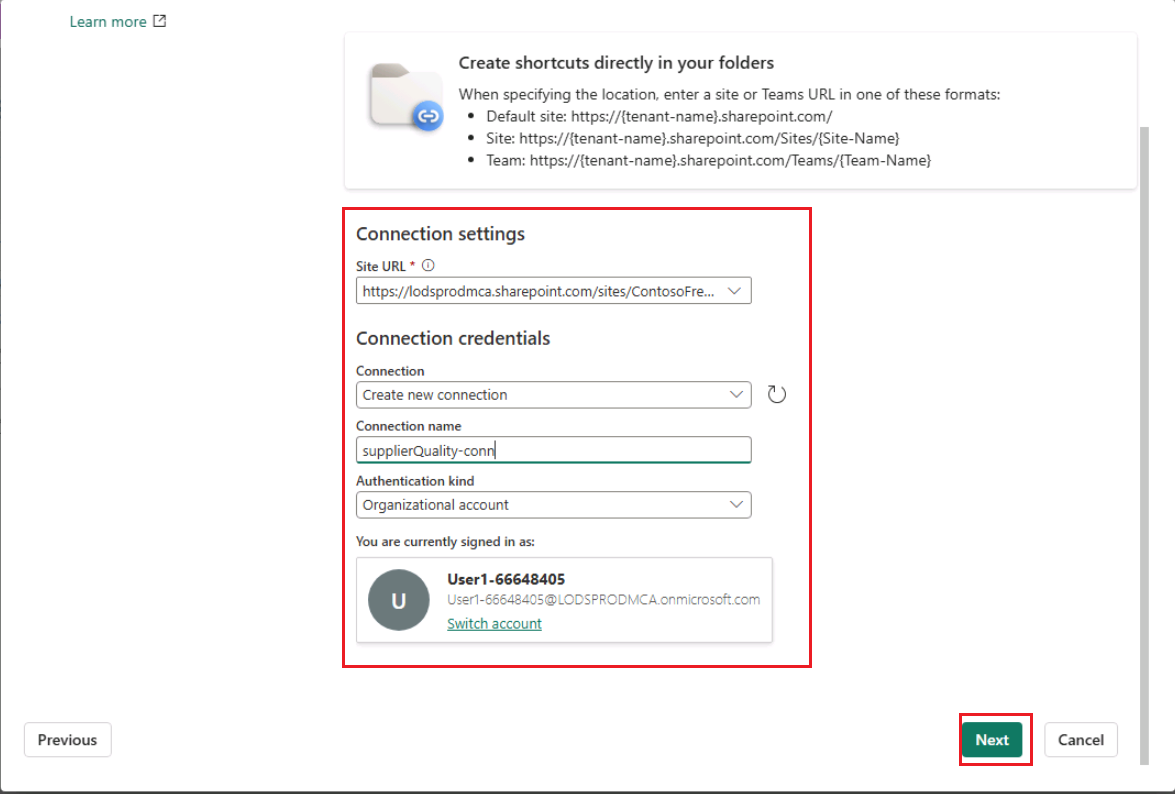 Learn more
Create shortcuts directly in your folders
When specifying the location, enter a site or Teams URL in one of these formats:
• Default site: https://{tenant-name}.sharepoint.com/
• Site: https://{tenant-name}.sharepoint.com/Sites/{Site-Name}
• Team: https://{tenant-name}.sharepoint.com/Teams/{Team-Name}
Connection settings
Site URL *
https://lodsprodmca.sharepoint.com/sites/ContosoFre...
Connection credentials
Connection
Create new connection
Connection name
supplierQuality-conn
Authentication kind
Organizational account
You are currently signed in as:
U
User1-66648405
User1-66648405@LODSPRODMCA.onmicrosoft.com
Switch account
Previous
Next
Cancel